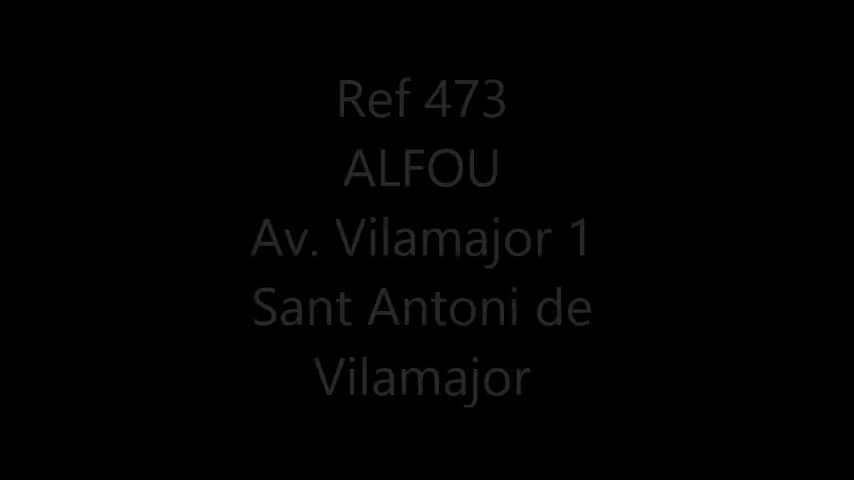 Ref 473
ALFOU
Av. Vilamajor 1
Sant Antoni de
Vilamajor